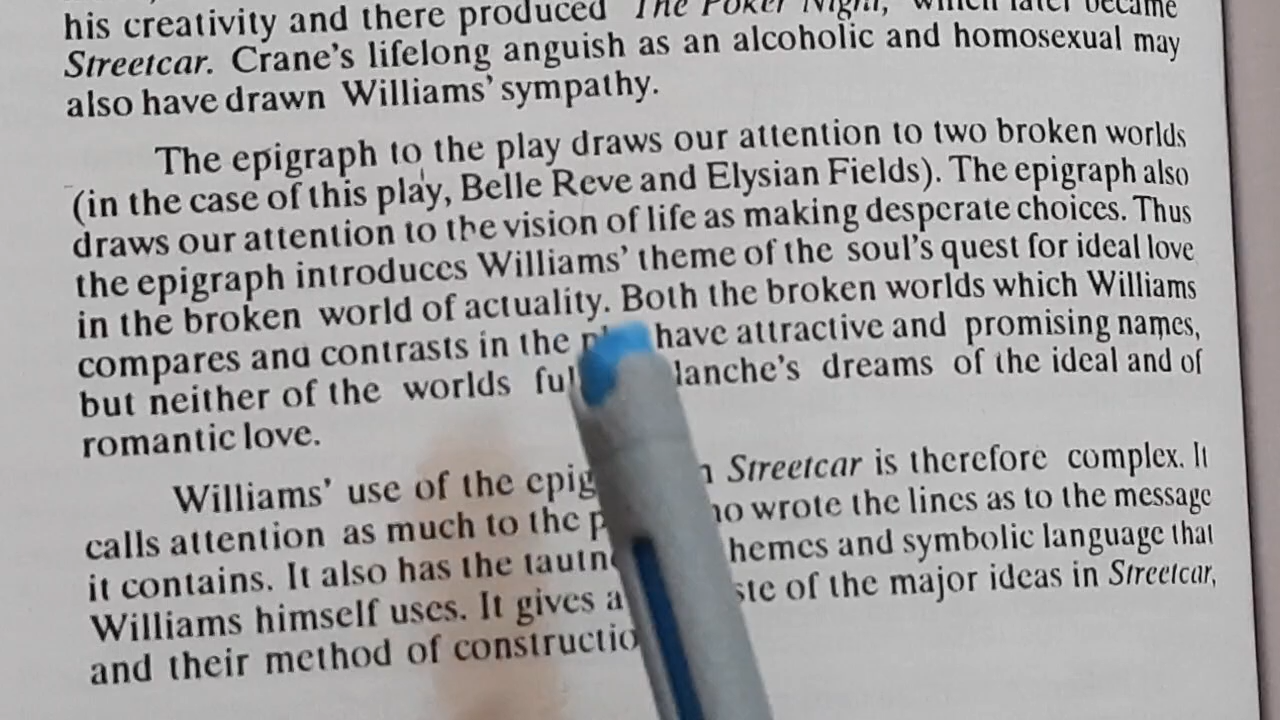 his creativity and there produced The Poker Night, which later became
Streetcar. Crane's lifelong anguish as an alcoholic and homosexual may
also have drawn Williams' sympathy.
The epigraph to the play draws our attention to two broken worlds
(in the case of this play, Belle Reve and Elysian Fields). The epigraph also
draws our attention to the vision of life as making desperate choices. Thus
the epigraph introduces Williams' theme of the soul's quest for ideal love
in the broken world of actuality. Both the broken worlds which Williams
compares and contrasts in the have attractive and promising names,
but neither of the worlds dreams of the ideal and of
romantic love.
Williams' use of the Streetcar is therefore complex. It
calls attention as much to the wrote the lines as to the message
it contains. It also has the and symbolic language that
Williams himself uses. It gives of the major ideas in Streetcar,
and their method of